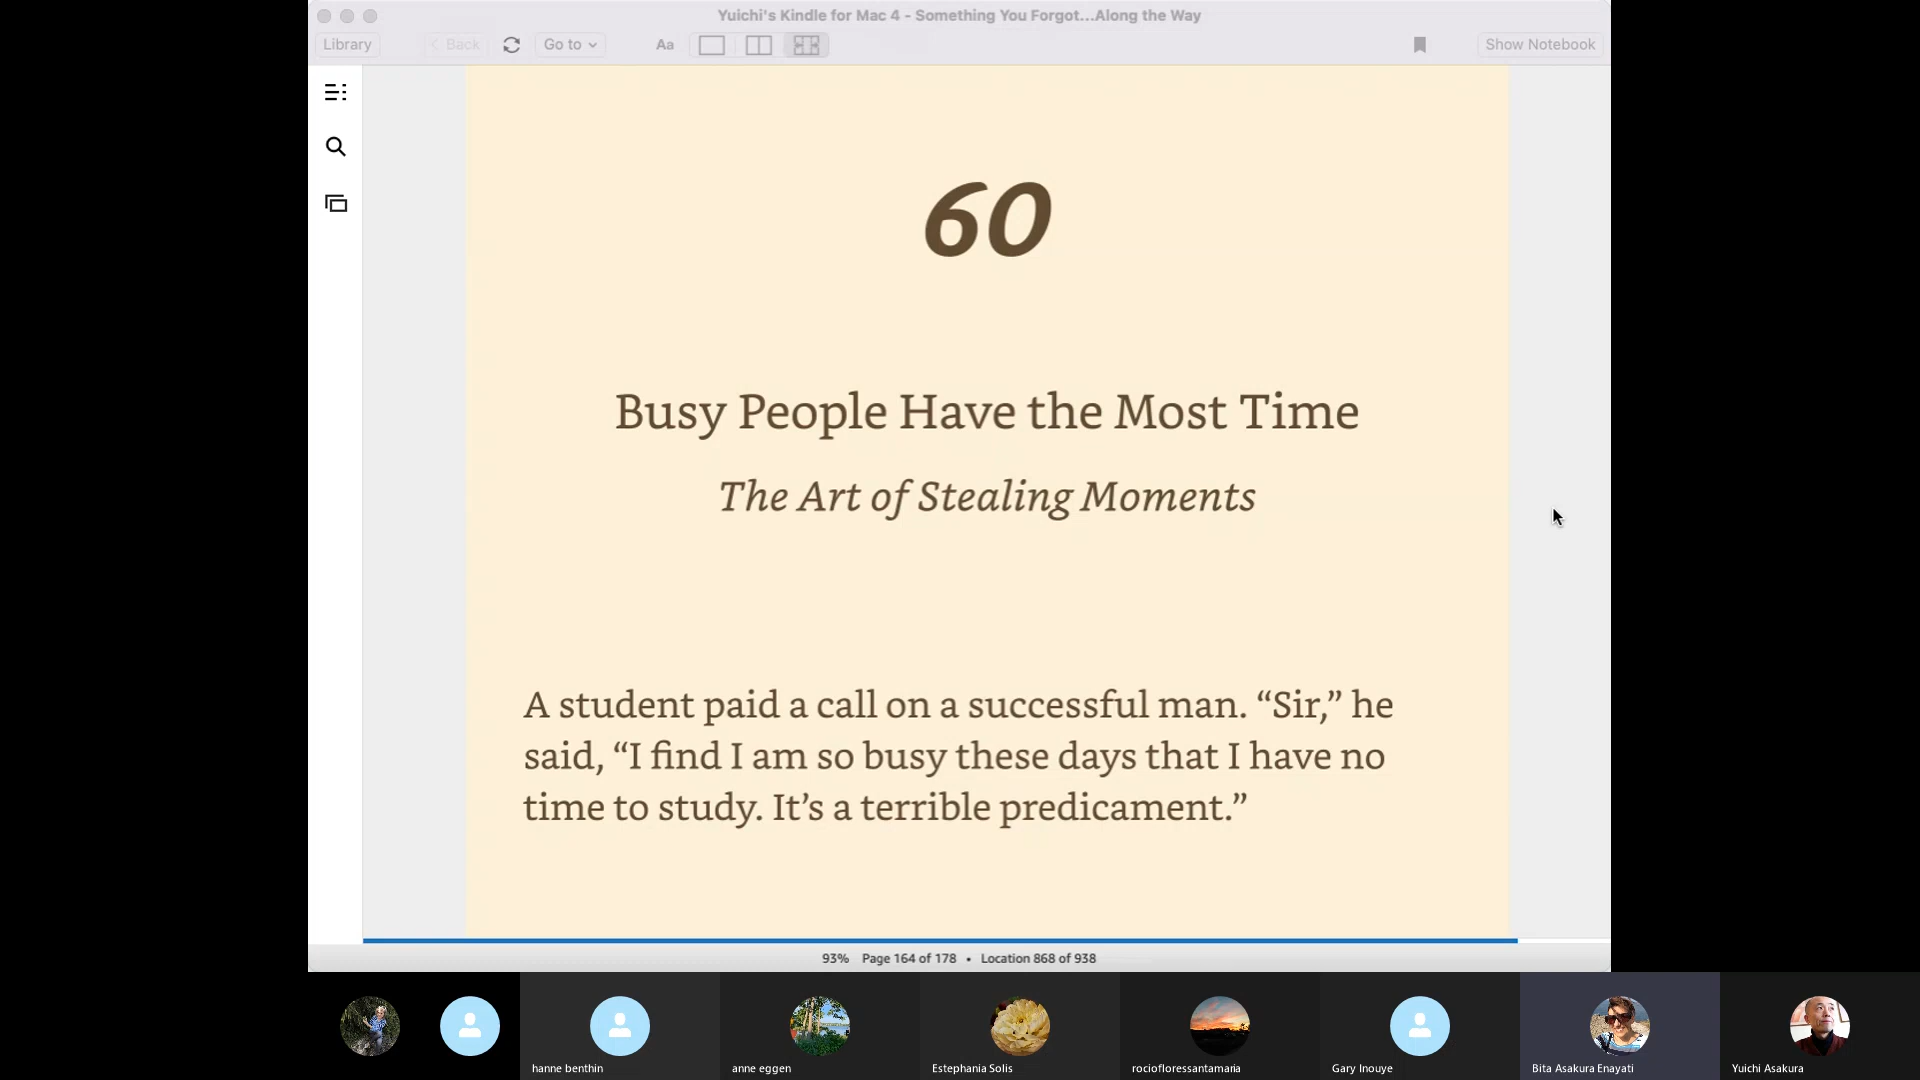 Yuichi's Kindle for Mac 4 - Something You Forgot...Along the Way
Library
Back
Go to
Aa
Show Notebook
60
Busy People Have the Most Time
The Art of Stealing Moments
A student paid a call on a successful man. “Sir,” he
said, “I find I am so busy these days that I have no
time to study. It’s a terrible predicament.”
93% Page 164 of 178 • Location 868 of 938
hanne benthin
anne eggen
Estephania Solis
rociofloressantamaria
Gary Inouye
Bita Asakura Enayati
Yuichi Asakura